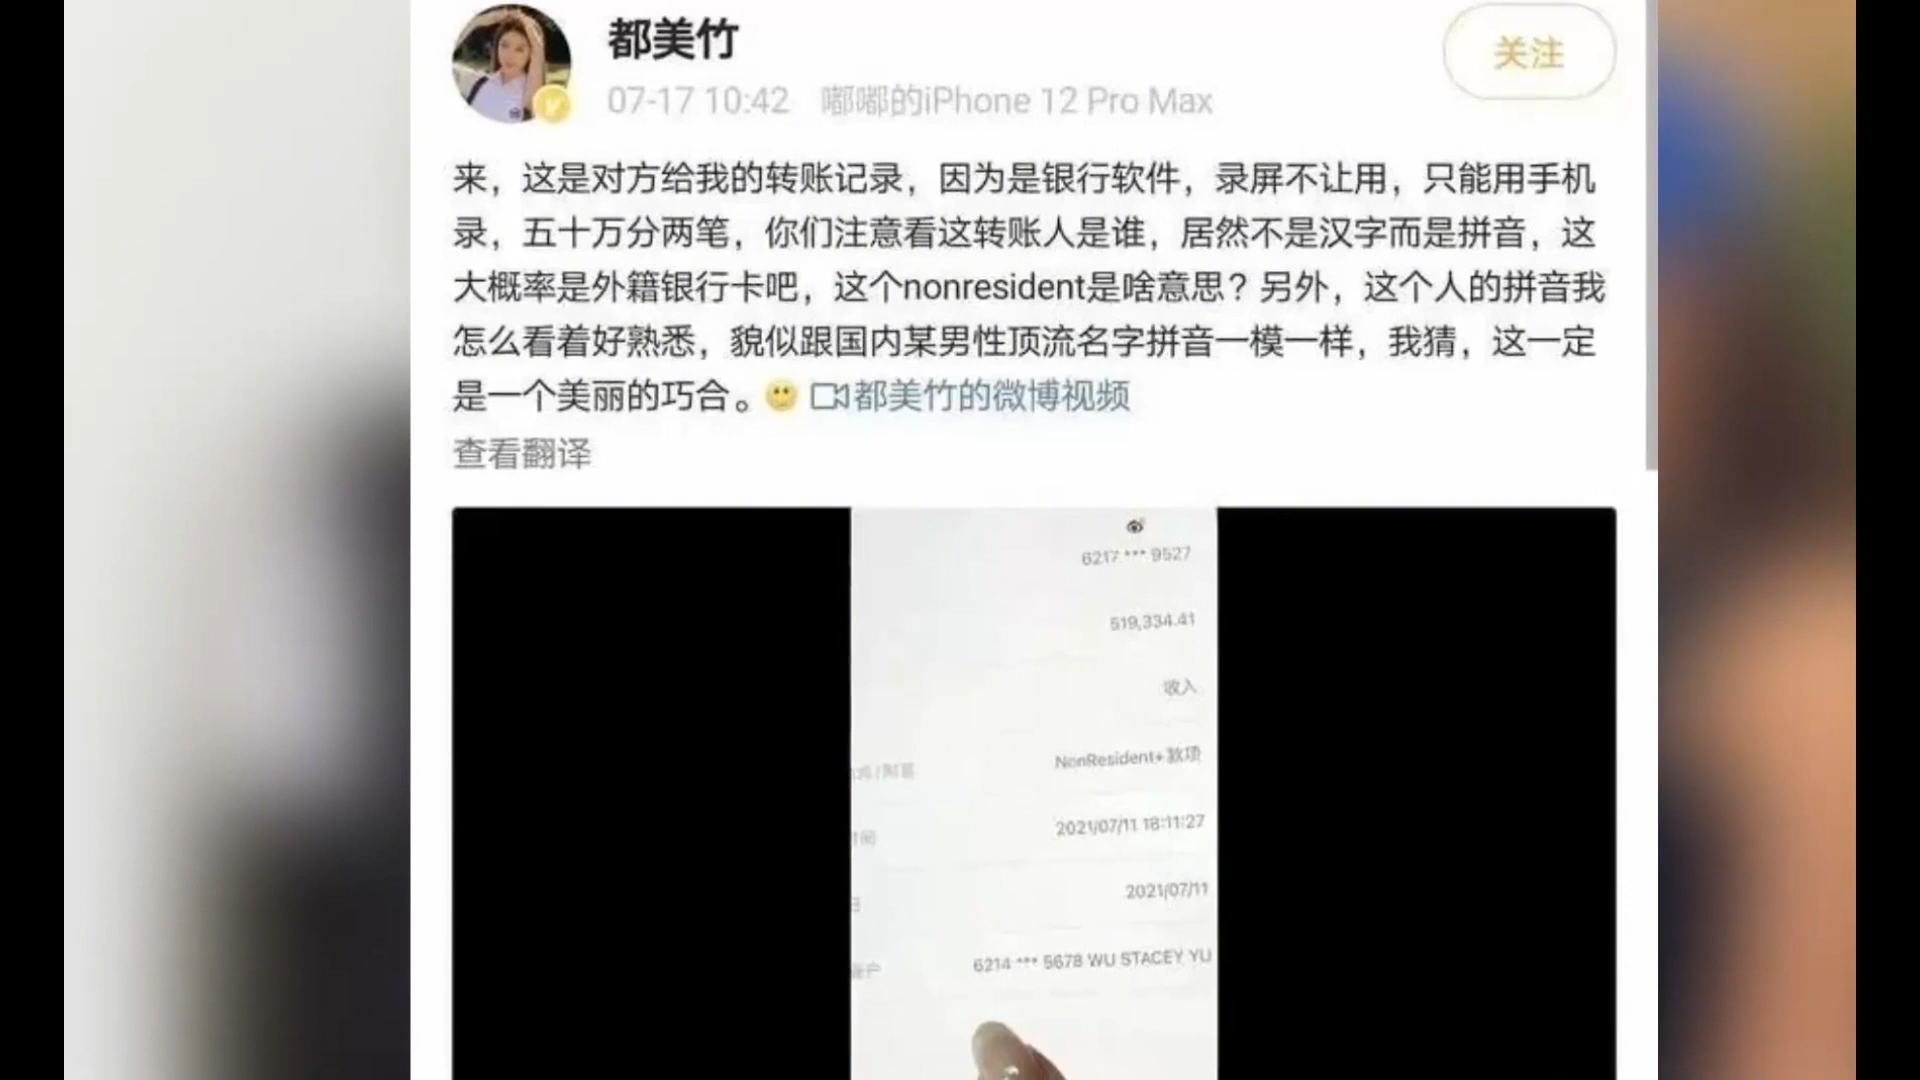 都美竹
关注
07-17 10:42 嘟嘟的iPhone 12 Pro Max
来，这是对方给我的转账记录，因为是银行软件，录屏不让用，只能用手机
录，五十万分两笔，你们注意看这转账人是谁，居然不是汉字而是拼音，这
大概率是外籍银行卡吧，这个nonresident是啥意思？另外，这个人的拼音我
怎么看着好熟悉，貌似跟国内某男性顶流名字拼音一模一样，我猜，这一定
是一个美丽的巧合。 都美竹的微博视频
查看翻译
6217 *** 9527
519,334.41
收入
NonResident+款项
2021/07/11 18:11:27
2021/07/11
6214 *** 5678 WU STACEY YU